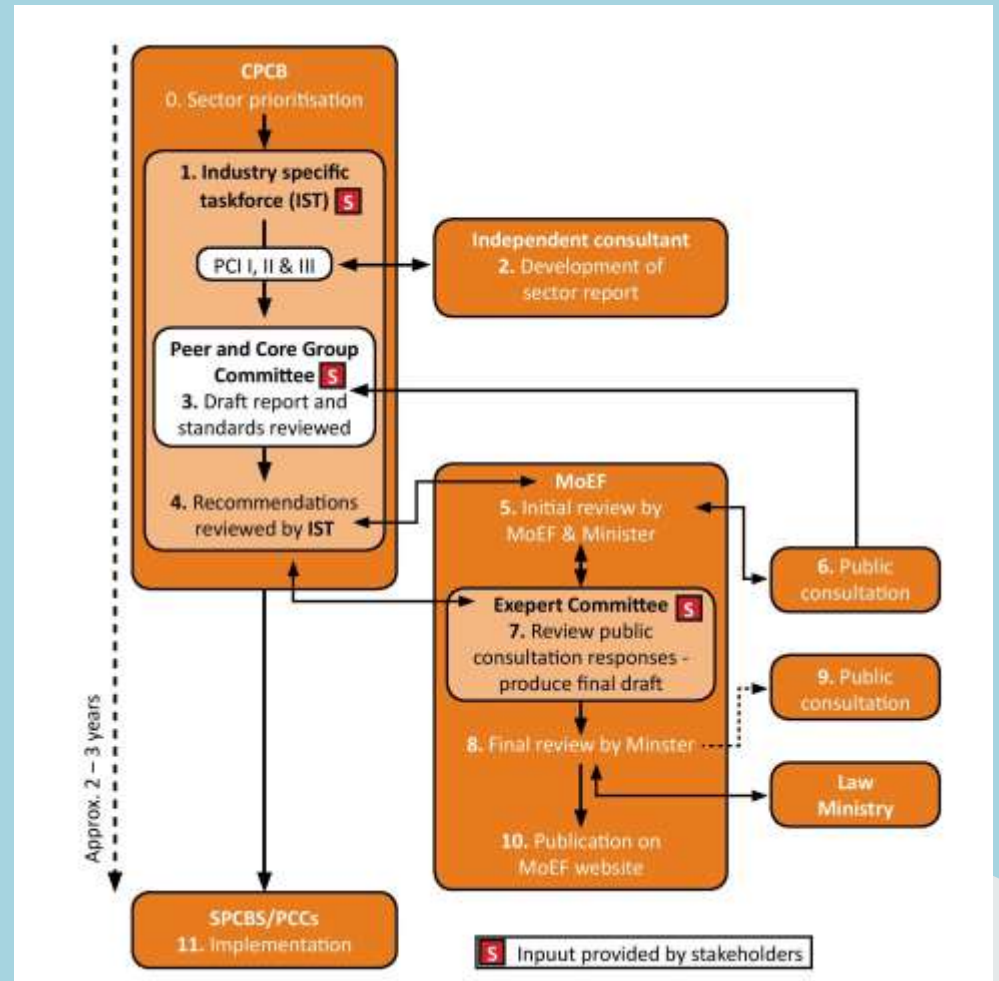 CPCB
0. Sector prioritisation
1. Industry specific
taskforce (IST) S
PCI I, II & III
Independent consultant
2. Development of
sector report
Peer and Core Group
Committee S
3. Draft report and
standards reviewed
4. Recommendations
reviewed by IST
MoEF
5. Initial review by
MoEF & Minister
6. Public
consultation
Exepert Committee S
7. Review public
consultation responses -
produce final draft
9. Public
consultation
8. Final review by Minster
Law
Ministry
10. Publication on
MoEF website
Approx. 2 – 3 years
SPCBS/PCCs
11. Implementation
S Inpuut provided by stakeholders